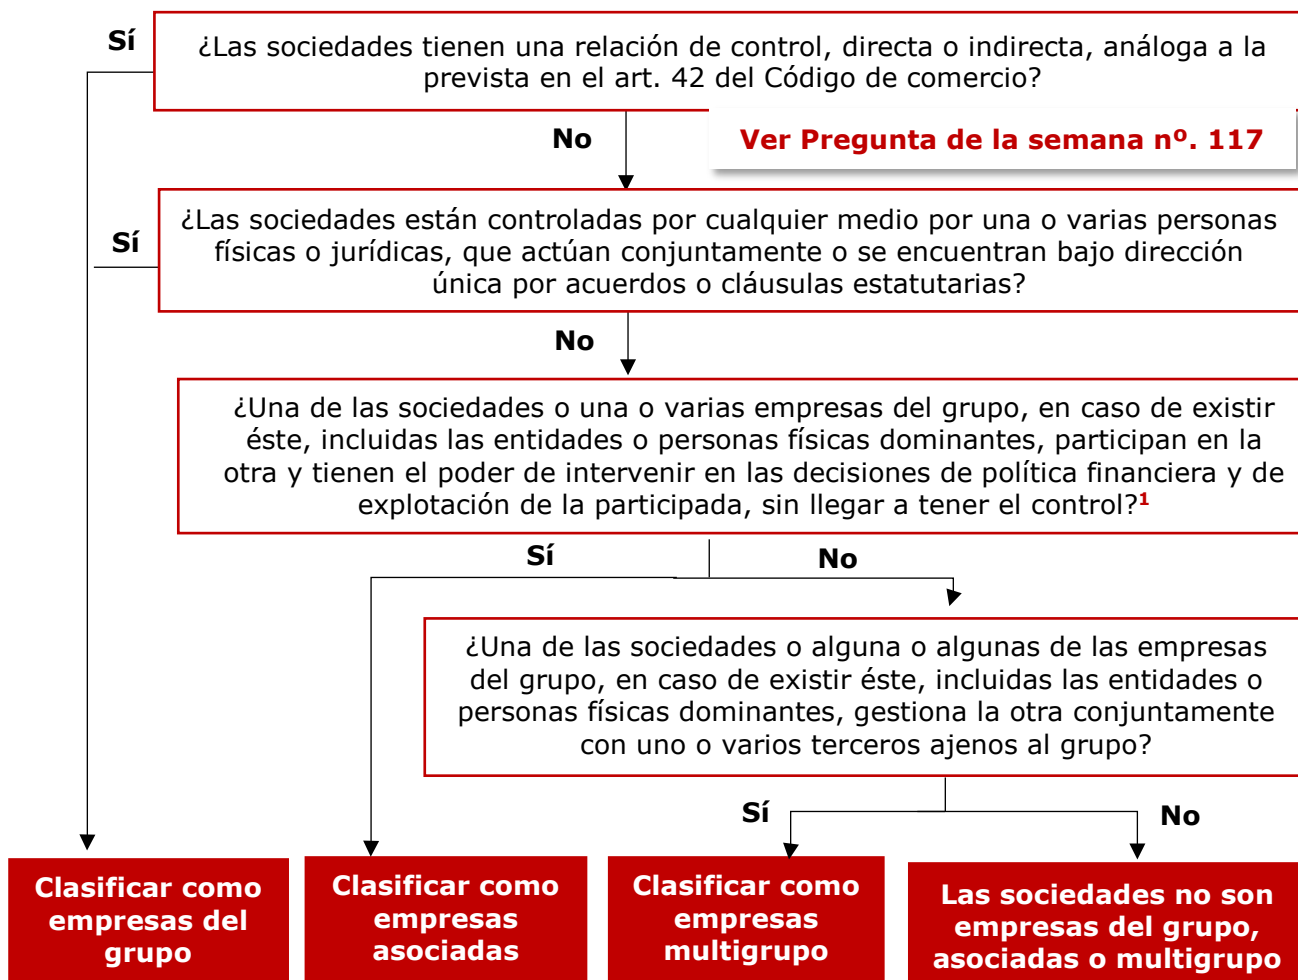 Sí
¿Las sociedades tienen una relación de control, directa o indirecta, análoga a la
prevista en el art. 42 del Código de comercio?
No
Ver Pregunta de la semana nº. 117
Sí
¿Las sociedades están controladas por cualquier medio por una o varias personas
físicas o jurídicas, que actúan conjuntamente o se encuentran bajo dirección
única por acuerdos o cláusulas estatutarias?
No
¿Una de las sociedades o una o varias empresas del grupo, en caso de existir
éste, incluidas las entidades o personas físicas dominantes, participan en la
otra y tienen el poder de intervenir en las decisiones de política financiera y de
explotación de la participada, sin llegar a tener el control?1
Sí
No
¿Una de las sociedades o alguna o algunas de las empresas
del grupo, en caso de existir éste, incluidas las entidades o
personas físicas dominantes, gestiona la otra conjuntamente
con uno o varios terceros ajenos al grupo?
Sí
No
Clasificar como
empresas del
grupo
Clasificar como
empresas
asociadas
Clasificar como
empresas
multigrupo
Las sociedades no son
empresas del grupo,
asociadas o multigrupo